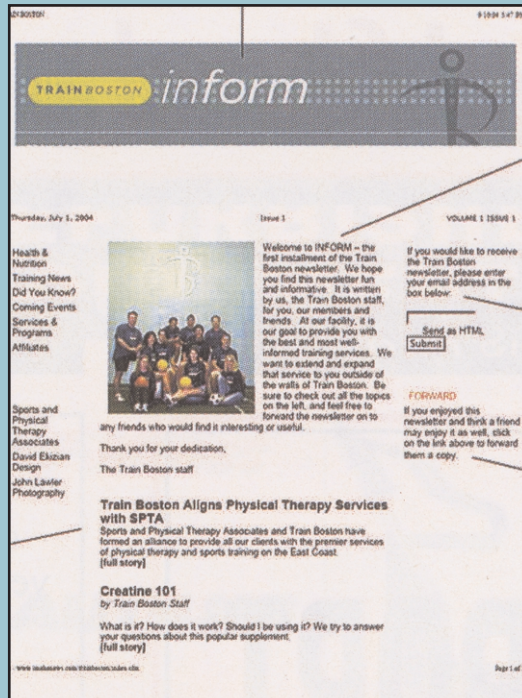 9/10/04 5:47 PM
TRAINBOSTON inform
Thursday, July 1, 2004
Issue 1
VOLUME 1 ISSUE 1
Health &
Nutrition
Training News
Did You Know?
Coming Events
Services &
Programs
Affiliates
Sports and
Physical
Therapy
Associates
David Ekizian
Design
John Lawler
Photography
Welcome to INFORM – the
first installment of the Train
Boston newsletter. We hope
you find this newsletter fun
and informative. It is written
by us, the Train Boston staff,
for you, our members and
friends. At our facility, it is
our goal to provide you with
the best and most well-
informed training services. We
want to extend and expand
that service to you outside of
the walls of Train Boston. Be
sure to check out all the topics
on the left, and feel free to
forward the newsletter on to
any friends who would find it interesting or useful.
Thank you for your dedication,
The Train Boston staff
Train Boston Aligns Physical Therapy Services
with SPTA
Sports and Physical Therapy Associates and Train Boston have
formed an alliance to provide all our clients with the premier services
of physical therapy and sports training on the East Coast.
[full story]
Creatine 101
by Train Boston Staff
What is it? How does it work? Should I be using it? We try to answer
your questions about this popular supplement.
[full story]
If you would like to receive
the Train Boston
newsletter, please enter
your email address in the
box below:
Send as HTML
Submit
FORWARD
If you enjoyed this
newsletter and think a friend
may enjoy it as well, click
on the link above to forward
them a copy.
Page 1 of